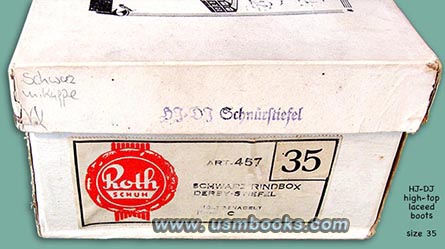 Schwarz
m. Kappe
HJ-DJ Schnürstiefel
Roth
SCHUH
ART. 457
35
SCHWARZ RINDBOX
DERBY-STIEFEL
C
www.usmbooks.com
HJ-DJ
high-top
laceed
boots
size 35